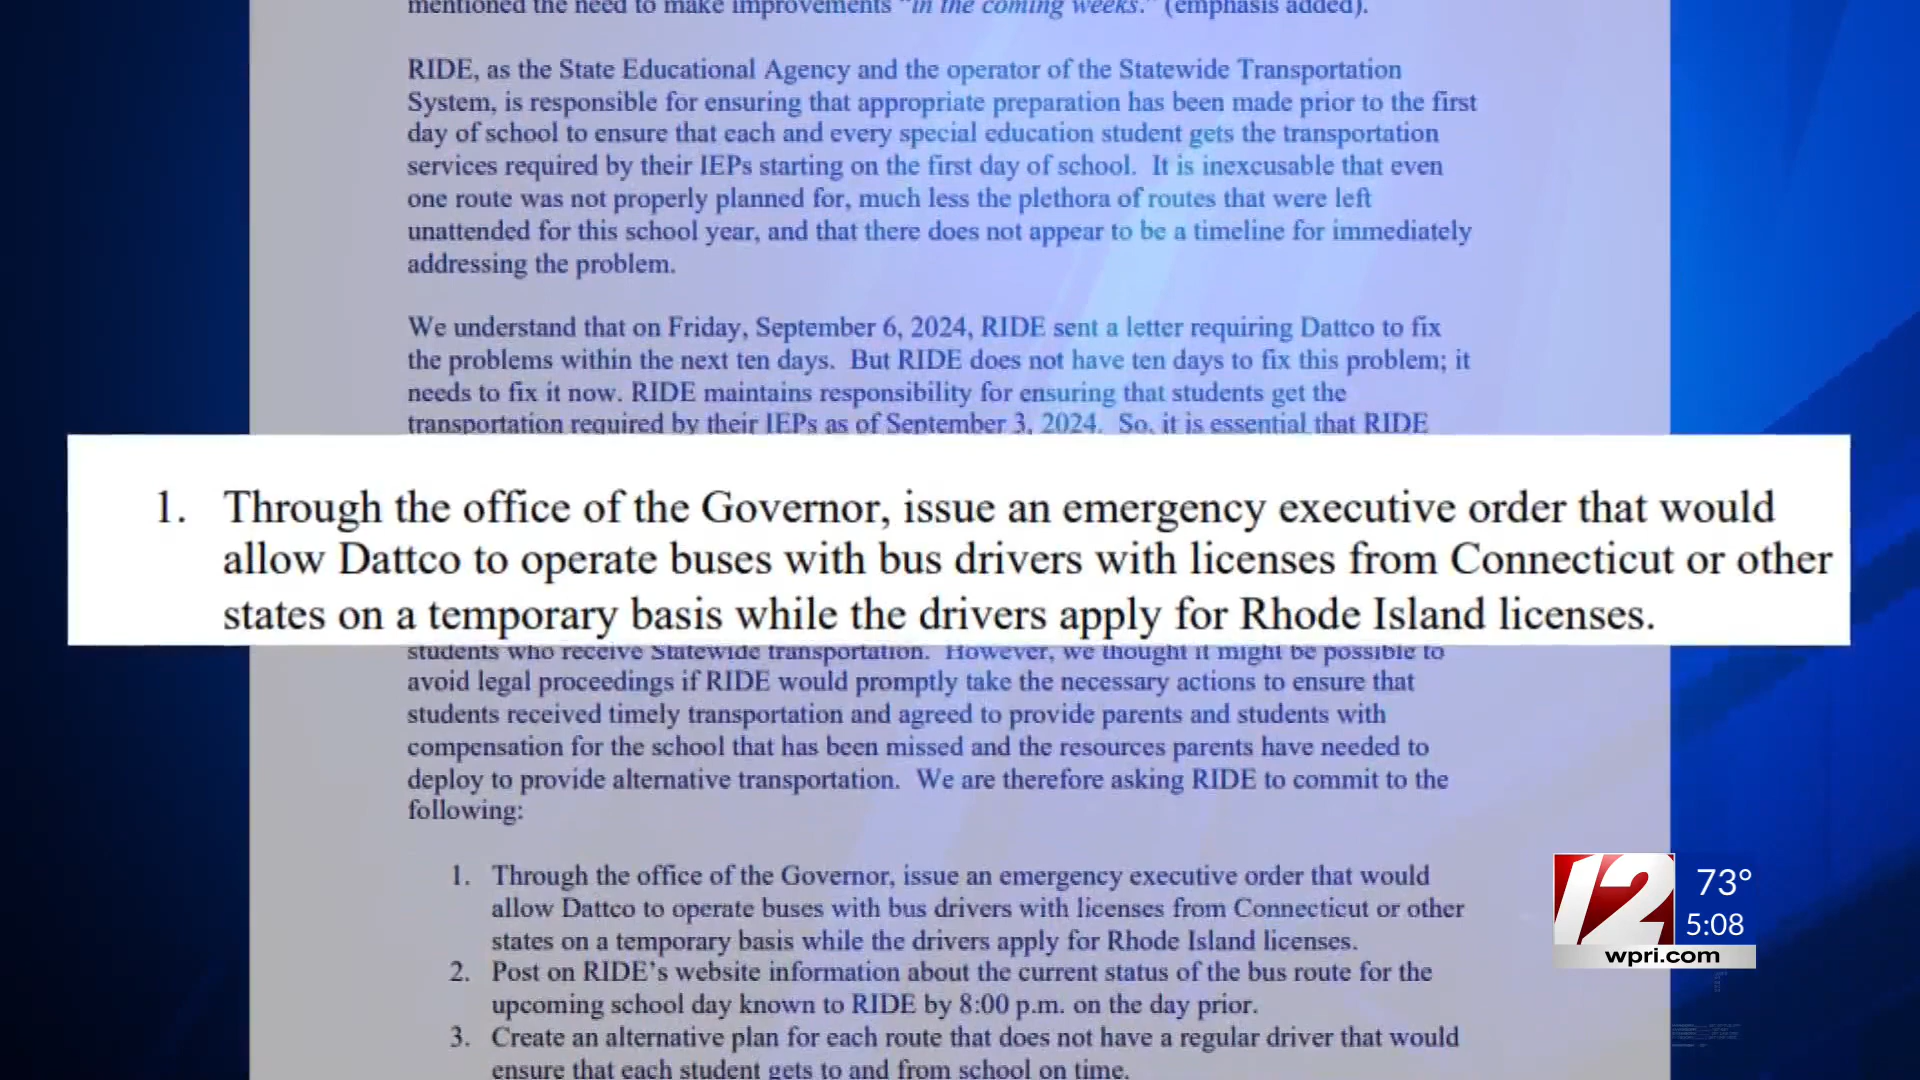 mentioned the need to make improvements “in the coming weeks.” (emphasis added).
RIDE, as the State Educational Agency and the operator of the Statewide Transportation
System, is responsible for ensuring that appropriate preparation has been made prior to the first
day of school to ensure that each and every special education student gets the transportation
services required by their IEPs starting on the first day of school.  It is inexcusable that even
one route was not properly planned for, much less the plethora of routes that were left
unattended for this school year, and that there does not appear to be a timeline for immediately
addressing the problem.
We understand that on Friday, September 6, 2024, RIDE sent a letter requiring Dattco to fix
the problems within the next ten days.  But RIDE does not have ten days to fix this problem; it
needs to fix it now. RIDE maintains responsibility for ensuring that students get the
transportation required by their IEPs as of September 3, 2024.  So, it is essential that RIDE
1. Through the office of the Governor, issue an emergency executive order that would
allow Dattco to operate buses with bus drivers with licenses from Connecticut or other
states on a temporary basis while the drivers apply for Rhode Island licenses.
students who receive Statewide transportation.  However, we thought it might be possible to
avoid legal proceedings if RIDE would promptly take the necessary actions to ensure that
students received timely transportation and agreed to provide parents and students with
compensation for the school that has been missed and the resources parents have needed to
deploy to provide alternative transportation.  We are therefore asking RIDE to commit to the
following:
1. Through the office of the Governor, issue an emergency executive order that would
allow Dattco to operate buses with bus drivers with licenses from Connecticut or other
states on a temporary basis while the drivers apply for Rhode Island licenses.
2. Post on RIDE’s website information about the current status of the bus route for the
upcoming school day known to RIDE by 8:00 p.m. on the day prior.
3. Create an alternative plan for each route that does not have a regular driver that would
ensure that each student gets to and from school on time.
12
73°
5:08
wpri.com